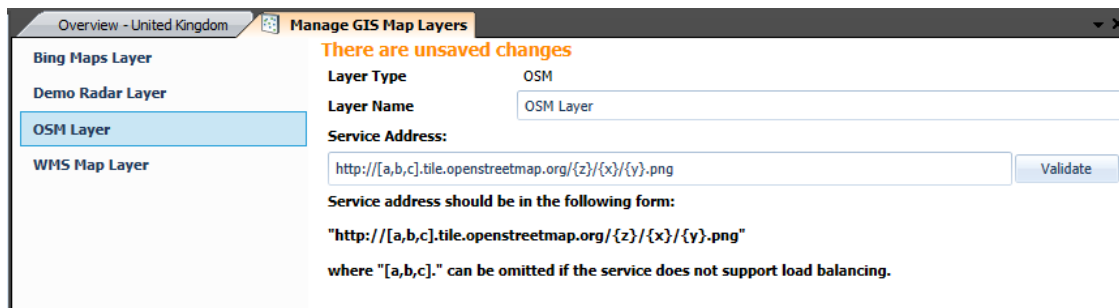 Overview - United Kingdom
Manage GIS Map Layers
Bing Maps Layer
Demo Radar Layer
OSM Layer
WMS Map Layer
There are unsaved changes
Layer Type OSM
Layer Name OSM Layer
Service Address:
http://[a,b,c].tile.openstreetmap.org/{z}/{x}/{y}.png Validate
Service address should be in the following form:
"http://[a,b,c].tile.openstreetmap.org/{z}/{x}/{y}.png"
where "[a,b,c]." can be omitted if the service does not support load balancing.